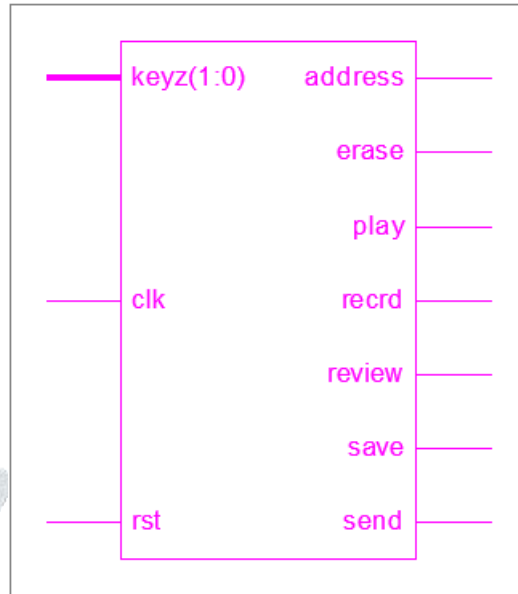 keyz(1:0) address
erase
play
clk recrd
review
save
rst send